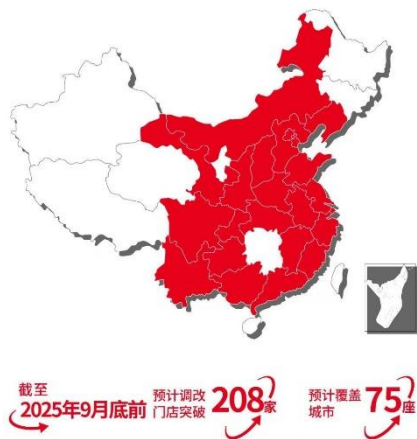 截至
2025年9月底前
预计调改
门店突破
208家
预计覆盖
城市
75座